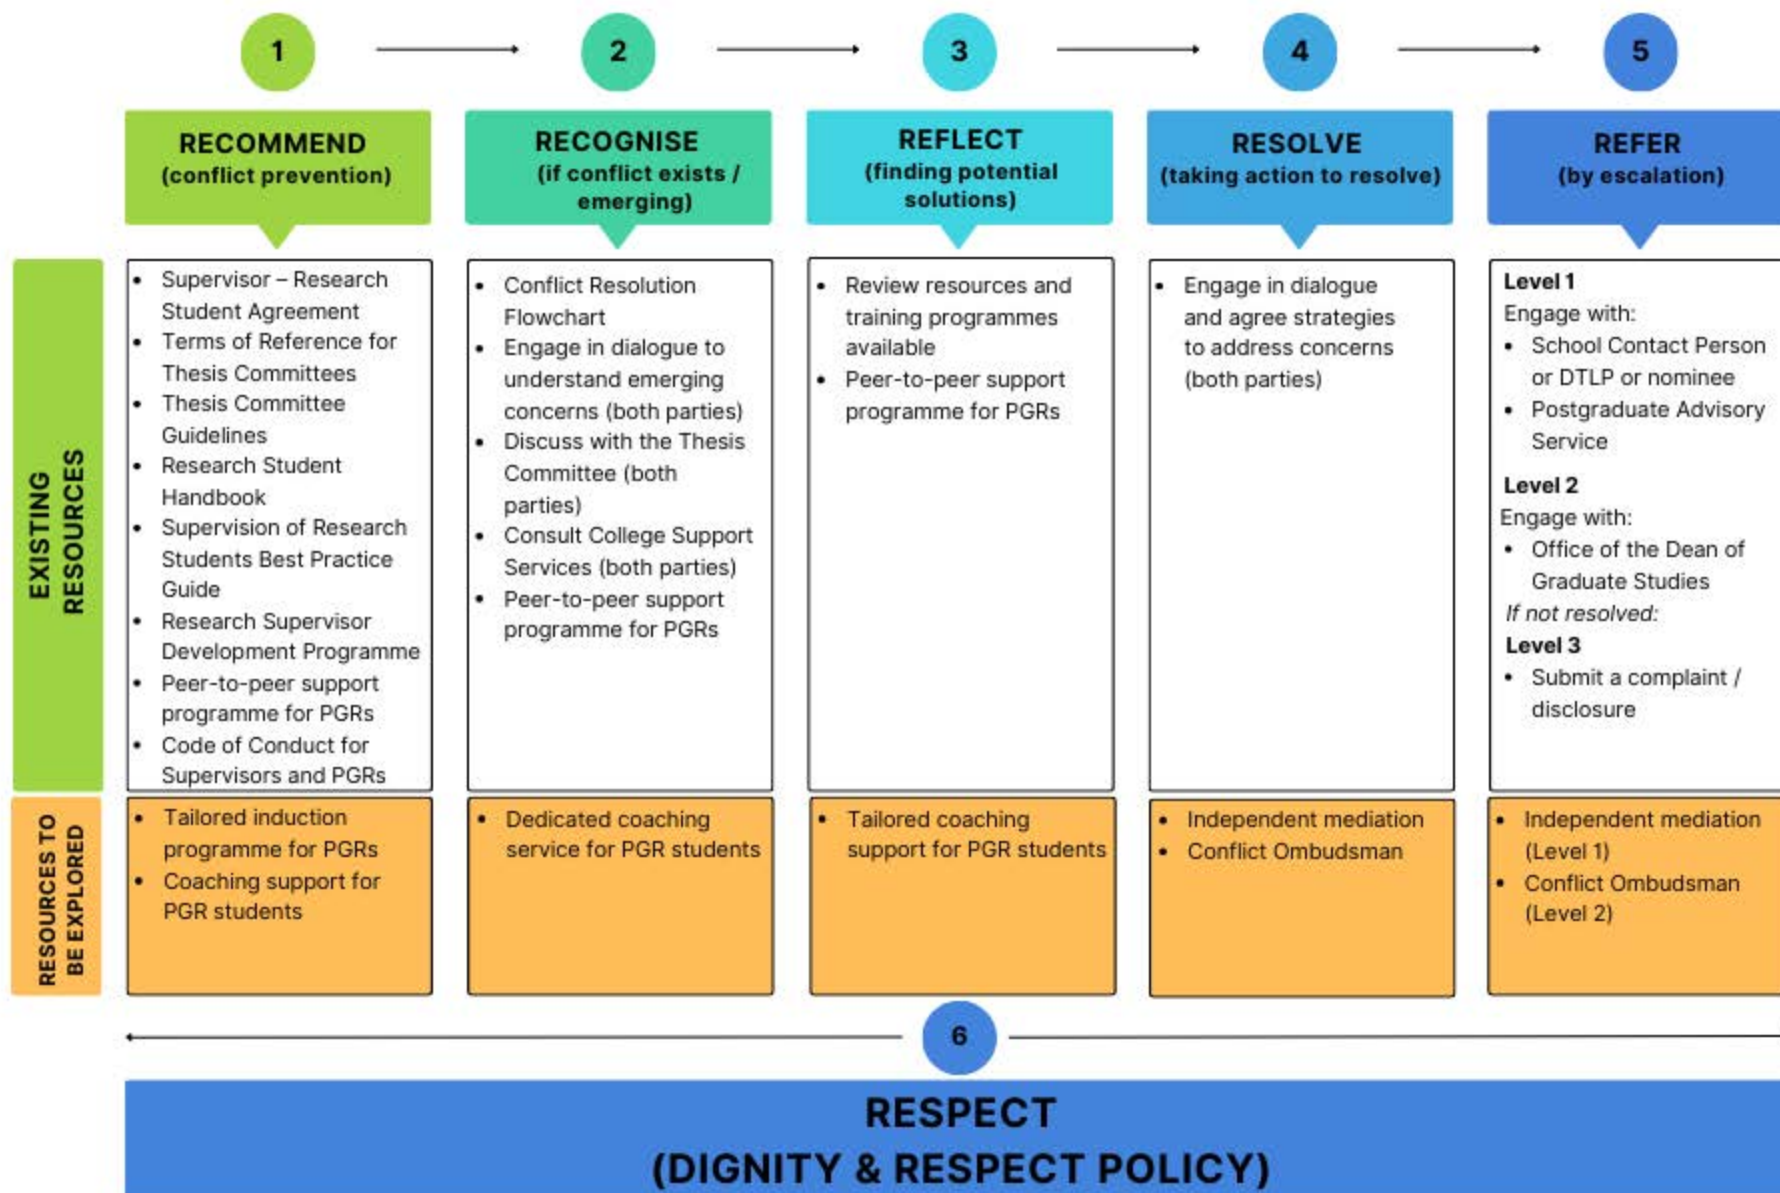 1
2
3
4
5
RECOMMEND
(conflict prevention)
RECOGNISE
(if conflict exists /
emerging)
REFLECT
(finding potential
solutions)
RESOLVE
(taking action to resolve)
REFER
(by escalation)
EXISTING
RESOURCES
• Supervisor – Research
Student Agreement
• Terms of Reference for
Thesis Committees
• Thesis Committee
Guidelines
• Research Student
Handbook
• Supervision of Research
Students Best Practice
Guide
• Research Supervisor
Development Programme
• Peer-to-peer support
programme for PGRs
• Code of Conduct for
Supervisors and PGRs
• Conflict Resolution
Flowchart
• Engage in dialogue to
understand emerging
concerns (both parties)
• Discuss with the Thesis
Committee (both
parties)
• Consult College Support
Services (both parties)
• Peer-to-peer support
programme for PGRs
• Review resources and
training programmes
available
• Peer-to-peer support
programme for PGRs
• Engage in dialogue
and agree strategies
to address concerns
(both parties)
Level 1
Engage with:
• School Contact Person
or DTLP or nominee
• Postgraduate Advisory
Service
Level 2
Engage with:
• Office of the Dean of
Graduate Studies
If not resolved:
Level 3
• Submit a complaint /
disclosure
RESOURCES TO
BE EXPLORED
• Tailored induction
programme for PGRs
• Coaching support for
PGR students
• Dedicated coaching
service for PGR students
• Tailored coaching
support for PGR students
• Independent mediation
• Conflict Ombudsman
• Independent mediation
(Level 1)
• Conflict Ombudsman
(Level 2)
6
RESPECT
(DIGNITY & RESPECT POLICY)